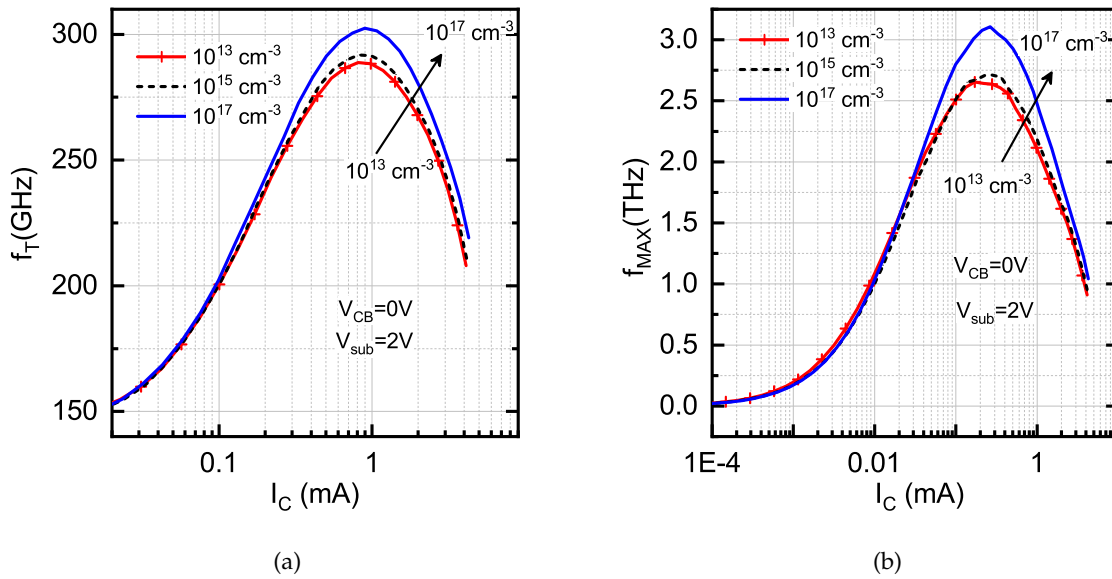 300
250
200
150
f_T(GHz)
10^13 cm^-3
10^15 cm^-3
10^17 cm^-3
10^17 cm^-3
10^13 cm^-3
V_CB=0V
V_sub=2V
0.1
1
I_C (mA)
(a)
3.0
2.5
2.0
1.5
1.0
0.5
0.0
f_MAX(THz)
10^13 cm^-3
10^15 cm^-3
10^17 cm^-3
10^17 cm^-3
10^13 cm^-3
V_CB=0V
V_sub=2V
1E-4
0.01
1
I_C (mA)
(b)